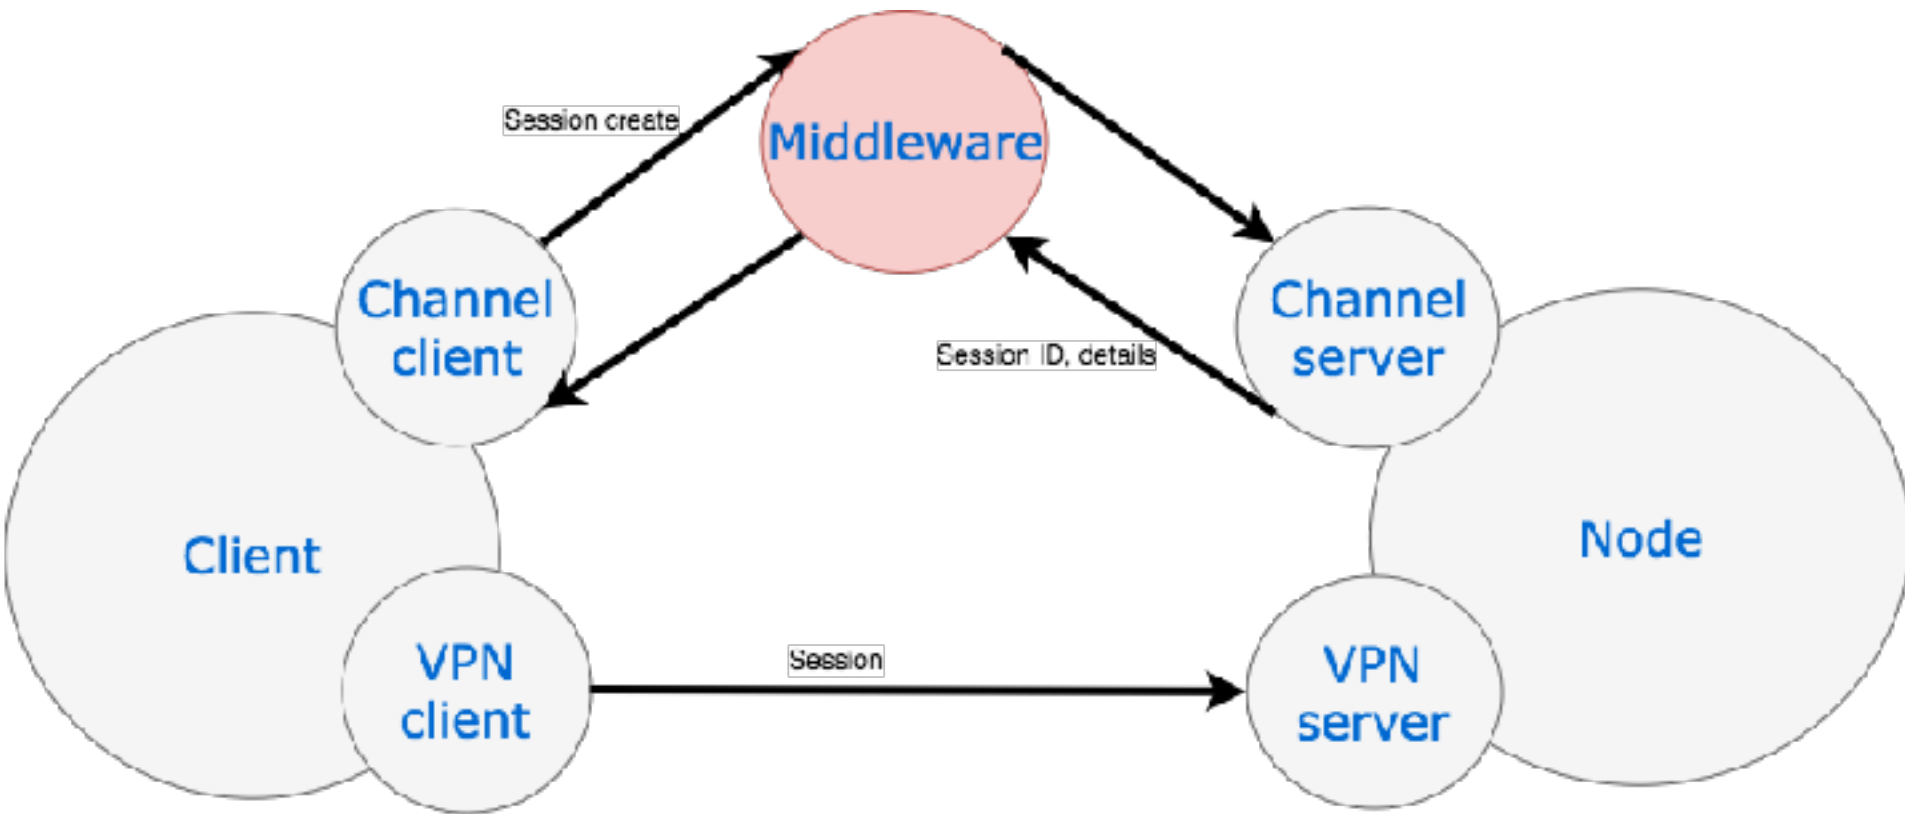 Session create
Middleware
Channel
client
Channel
server
Session ID, details
Client
Node
VPN
client
Session
VPN
server